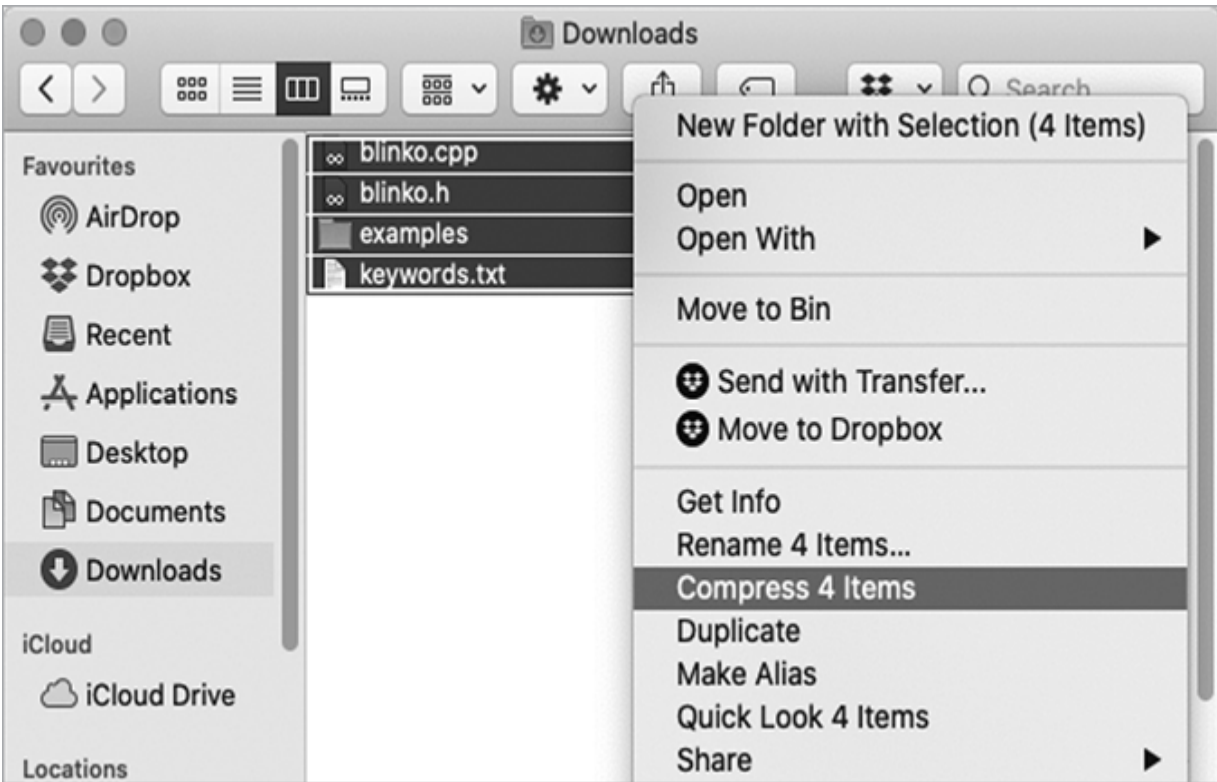 Downloads
Search
Favourites
AirDrop
Dropbox
Recent
Applications
Desktop
Documents
Downloads
iCloud
iCloud Drive
Locations
blinko.cpp
blinko.h
examples
keywords.txt
New Folder with Selection (4 Items)
Open
Open With
Move to Bin
Send with Transfer...
Move to Dropbox
Get Info
Rename 4 Items...
Compress 4 Items
Duplicate
Make Alias
Quick Look 4 Items
Share